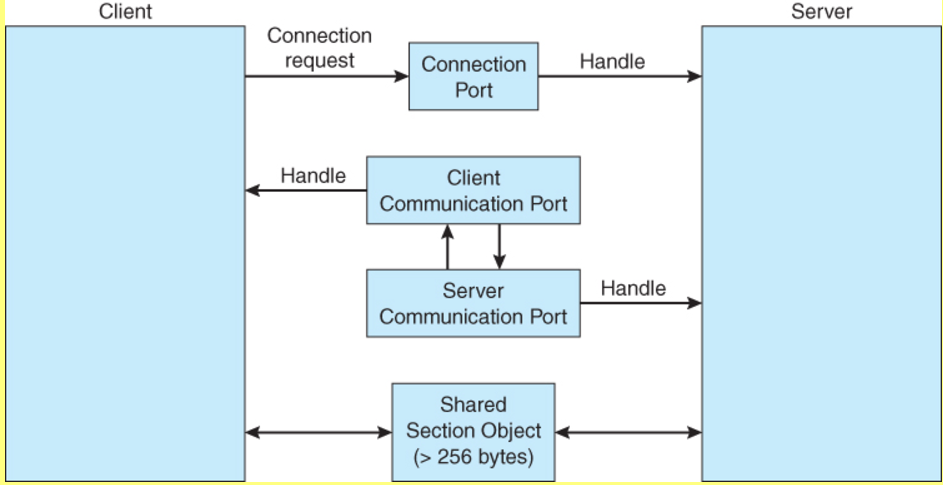 Client
Server
Connection
request
Connection
Port
Handle
Handle
Client
Communication Port
Server
Communication Port
Handle
Shared
Section Object
(> 256 bytes)